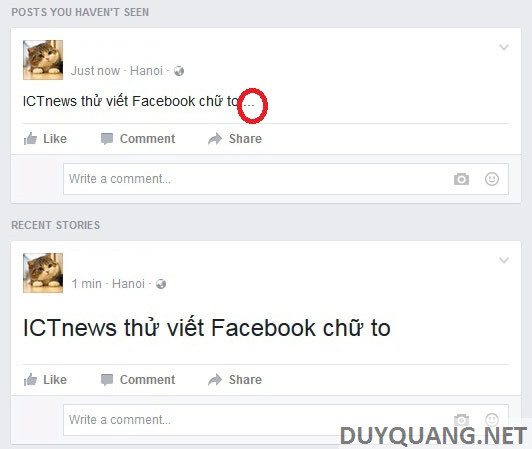 POSTS YOU HAVEN'T SEEN
Just now · Hanoi ·
ICTnews thử viết Facebook chữ to ...
Like Comment Share
Write a comment...
RECENT STORIES
1 min · Hanoi ·
ICTnews thử viết Facebook chữ to
Like Comment Share
Write a comment...
DUYQUANG.NET